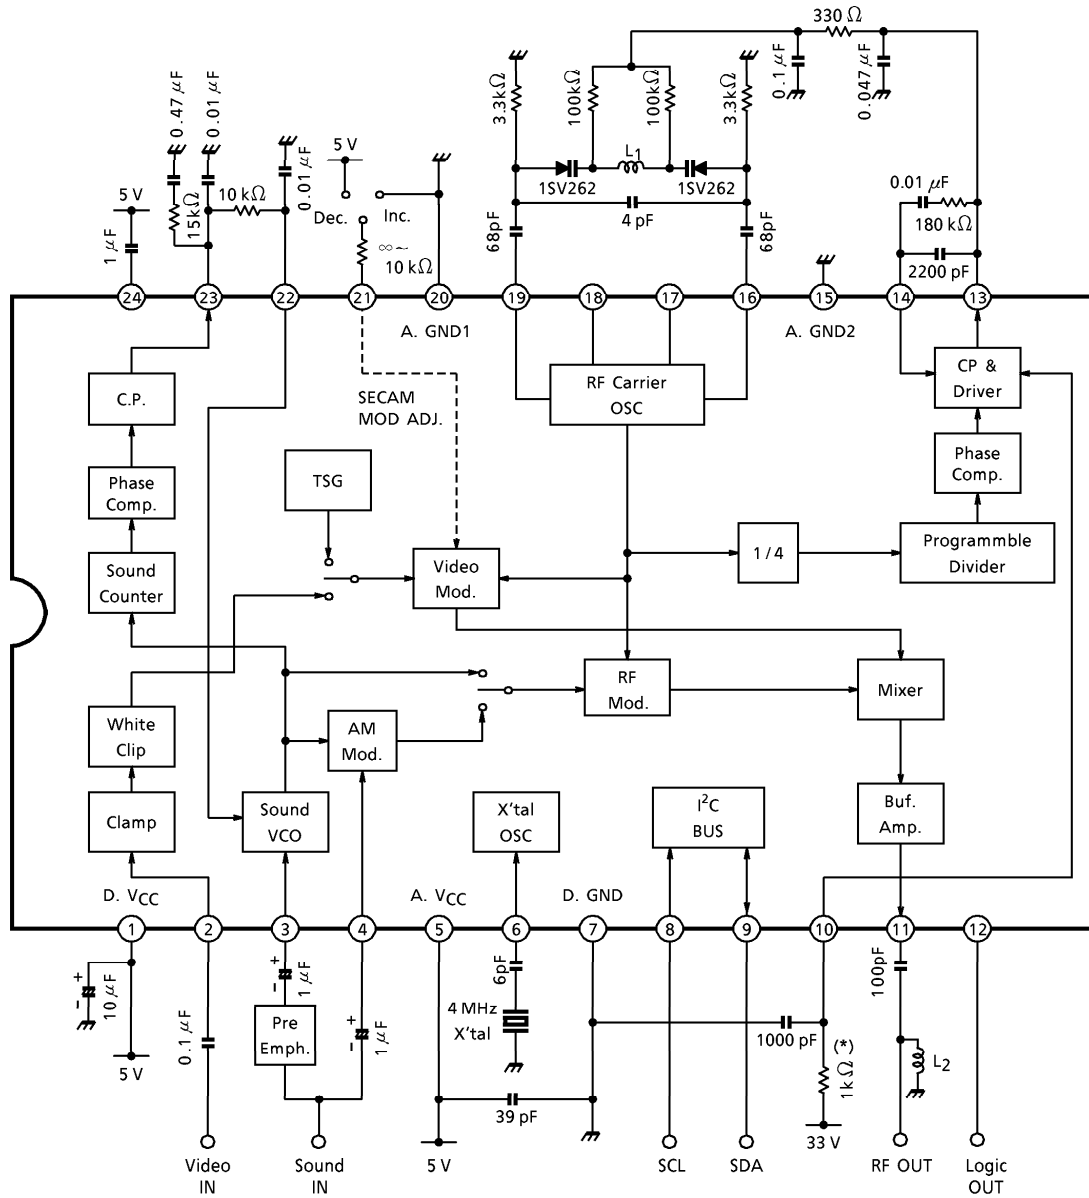 330 Ω
0.1 μF
0.047 μF
3.3kΩ
100kΩ
100kΩ
3.3kΩ
0.47 μF
0.01 μF
0.01 μF
5 V
L1
1SV262
1SV262
5 V
10 kΩ
15kΩ
Dec.
Inc.
4 pF
0.01 μF
180 kΩ
1 μF
∞~
10 kΩ
68pF
68pF
2200 pF
24
23
22
21
20
19
18
17
16
15
14
13
A. GND1
A. GND2
C.P.
SECAM
MOD ADJ.
RF Carrier
OSC
CP &
Driver
Phase
Comp.
TSG
Phase
Comp.
Sound
Counter
Video
Mod.
1 / 4
Programmble
Divider
RF
Mod.
Mixer
White
Clip
AM
Mod.
Clamp
Sound
VCO
X'tal
OSC
I2C
BUS
Buf.
Amp.
D. VCC
A. VCC
D. GND
1
2
3
4
5
6
7
8
9
10
11
12
+
-
10 μF
+
-
1 μF
6pF
100pF
Pre
Emph.
+
-
1 μF
4 MHz
X'tal
1000 pF
0.1 μF
1kΩ (*)
L2
5 V
39 pF
33 V
Video
IN
Sound
IN
5 V
SCL
SDA
RF OUT
Logic
OUT